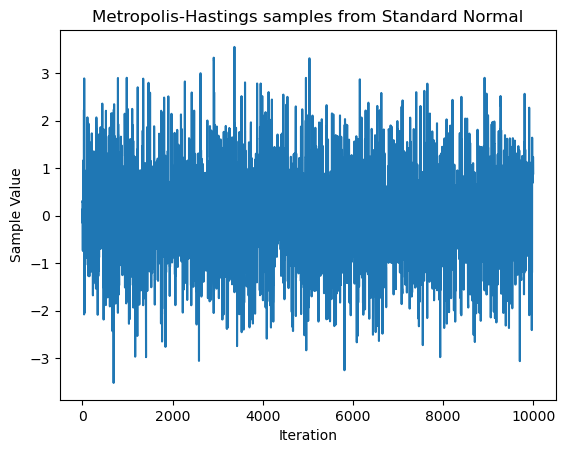 Metropolis-Hastings samples from Standard Normal
3
2
1
0
−1
−2
−3
Sample Value
0 2000 4000 6000 8000 10000
Iteration